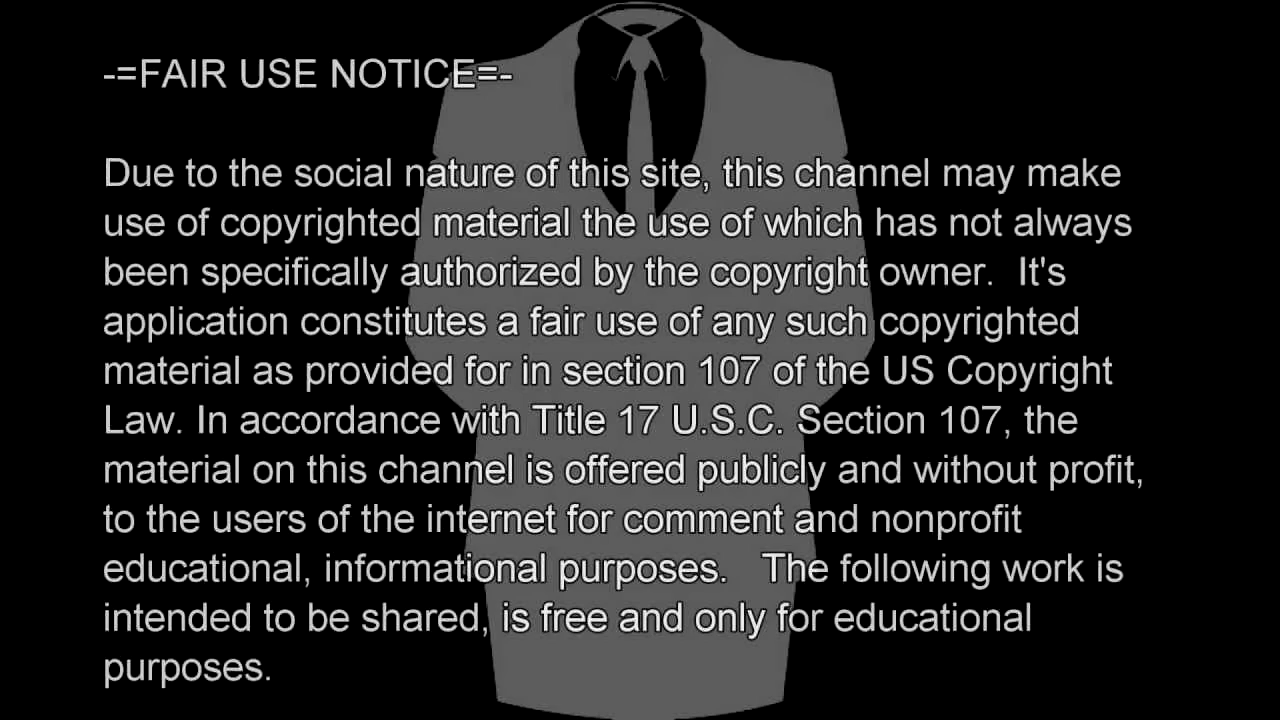 -=FAIR USE NOTICE=-
Due to the social nature of this site, this channel may make
use of copyrighted material the use of which has not always
been specifically authorized by the copyright owner.  It's
application constitutes a fair use of any such copyrighted
material as provided for in section 107 of the US Copyright
Law. In accordance with Title 17 U.S.C. Section 107, the
material on this channel is offered publicly and without profit,
to the users of the internet for comment and nonprofit
educational, informational purposes.   The following work is
intended to be shared, is free and only for educational
purposes.